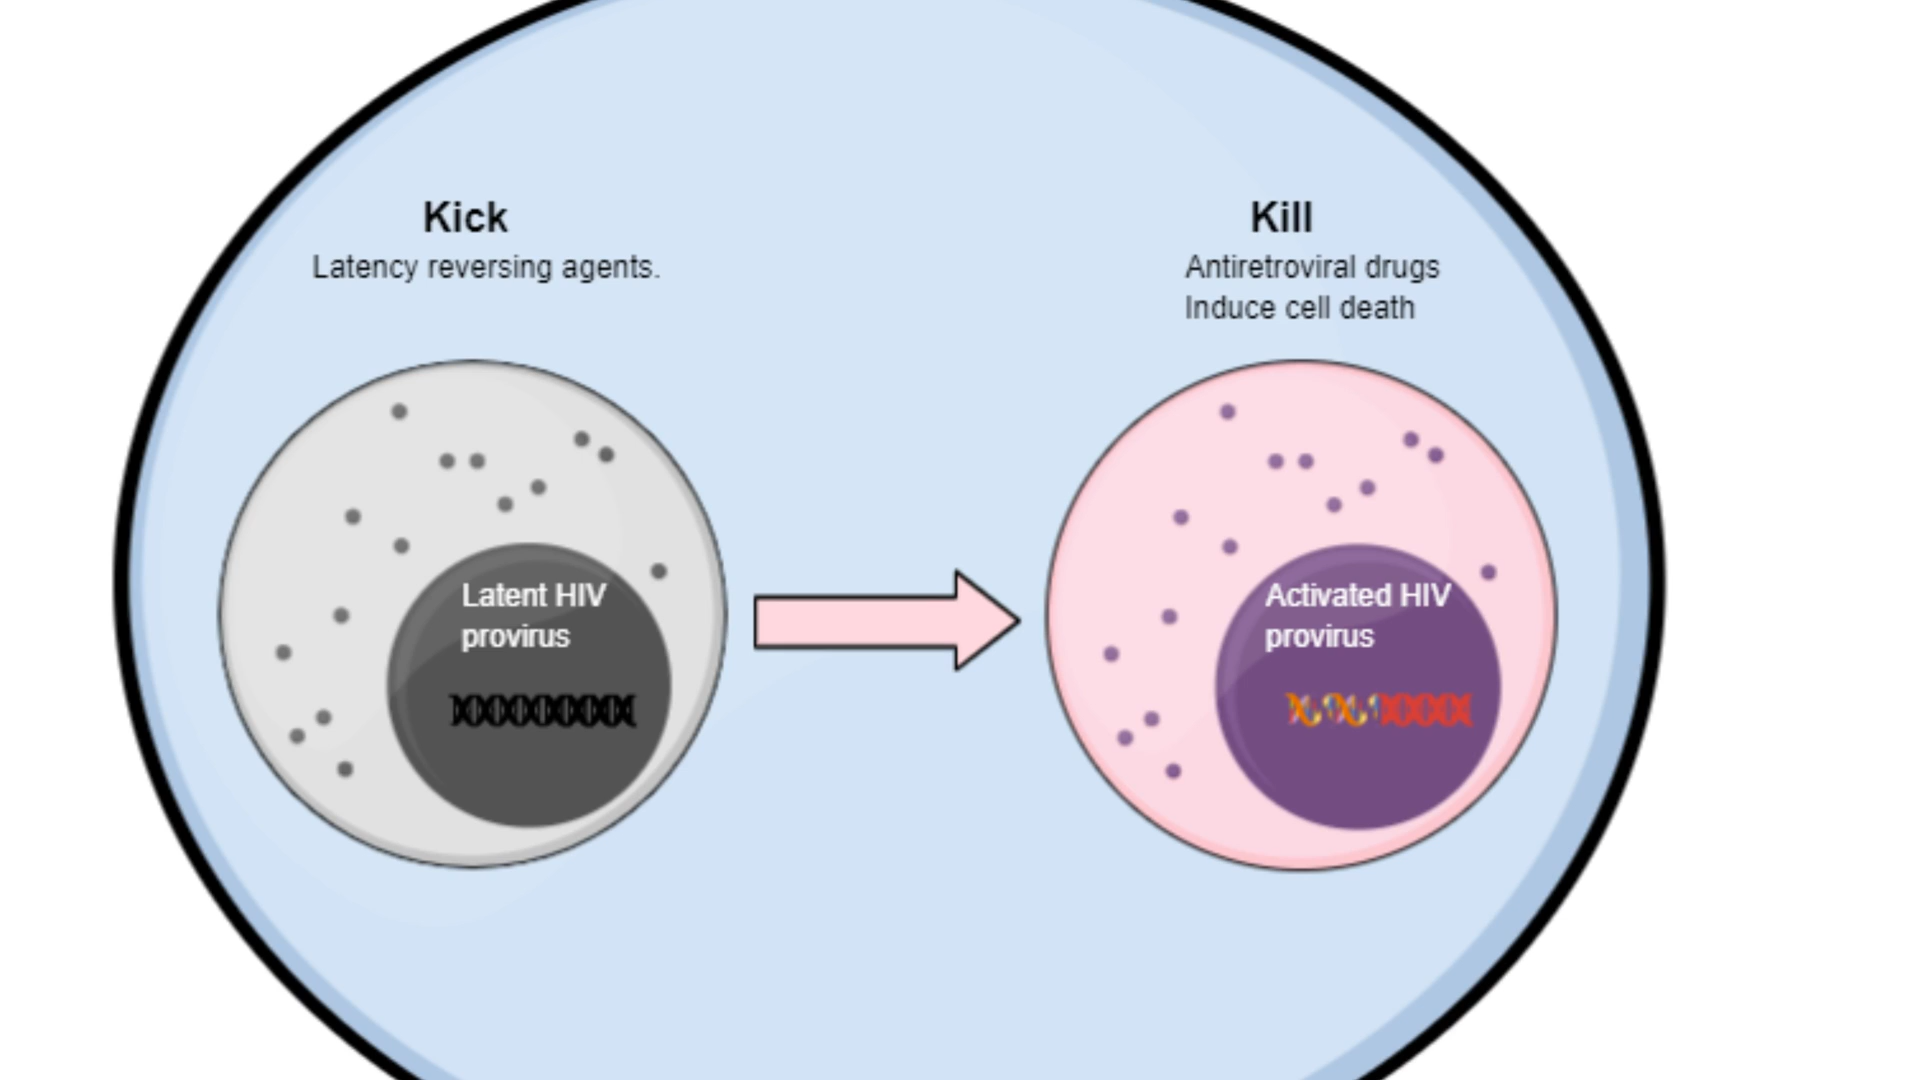 Kick
Latency reversing agents.
Kill
Antiretroviral drugs
Induce cell death
Latent HIV
provirus
Activated HIV
provirus